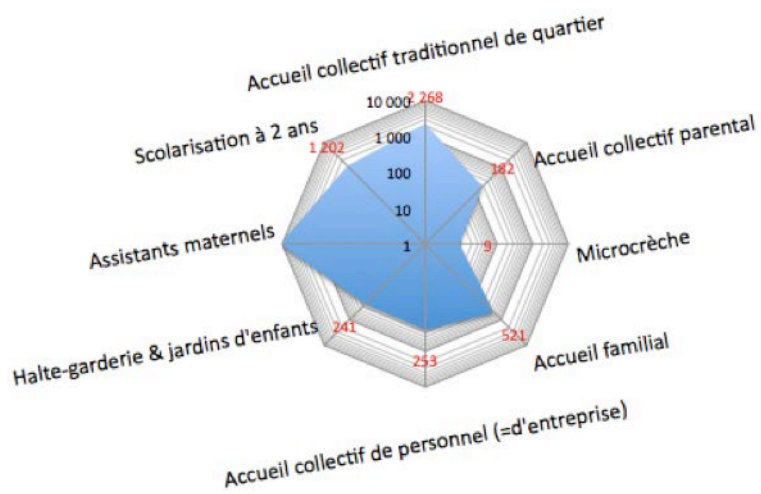 Accueil collectif traditionnel de quartier
2 268
10 000
1 000
100
10
1
Scolarisation à 2 ans
1 202
Accueil collectif parental
182
Assistants maternels
Microcrèche
9
Halte-garderie & jardins d'enfants
241
Accueil familial
521
253
Accueil collectif de personnel (=d'entreprise)